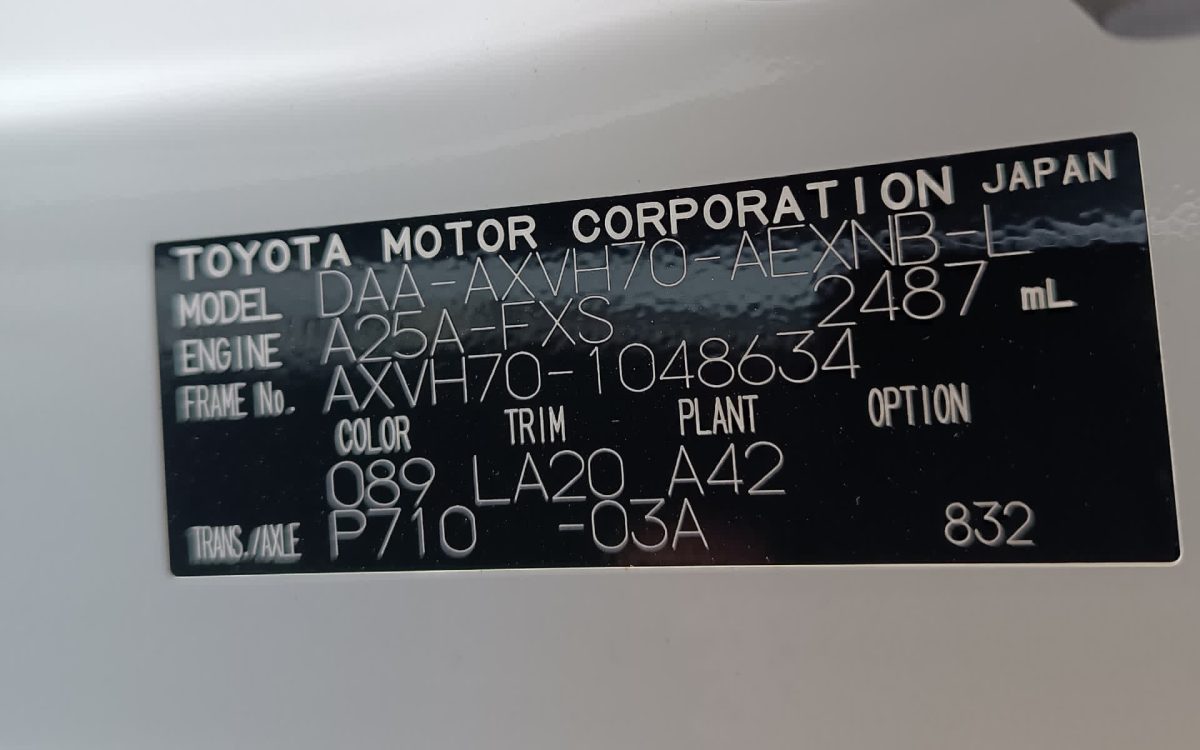 TOYOTA MOTOR CORPORATION JAPAN
MODEL DAA-AXVH70-AEXNB-L
ENGINE A25A-FXS 2487 mL
FRAME No. AXVH70-1048634
COLOR TRIM PLANT OPTION
089 LA20 A42
TRANS./AXLE P710 -03A 832